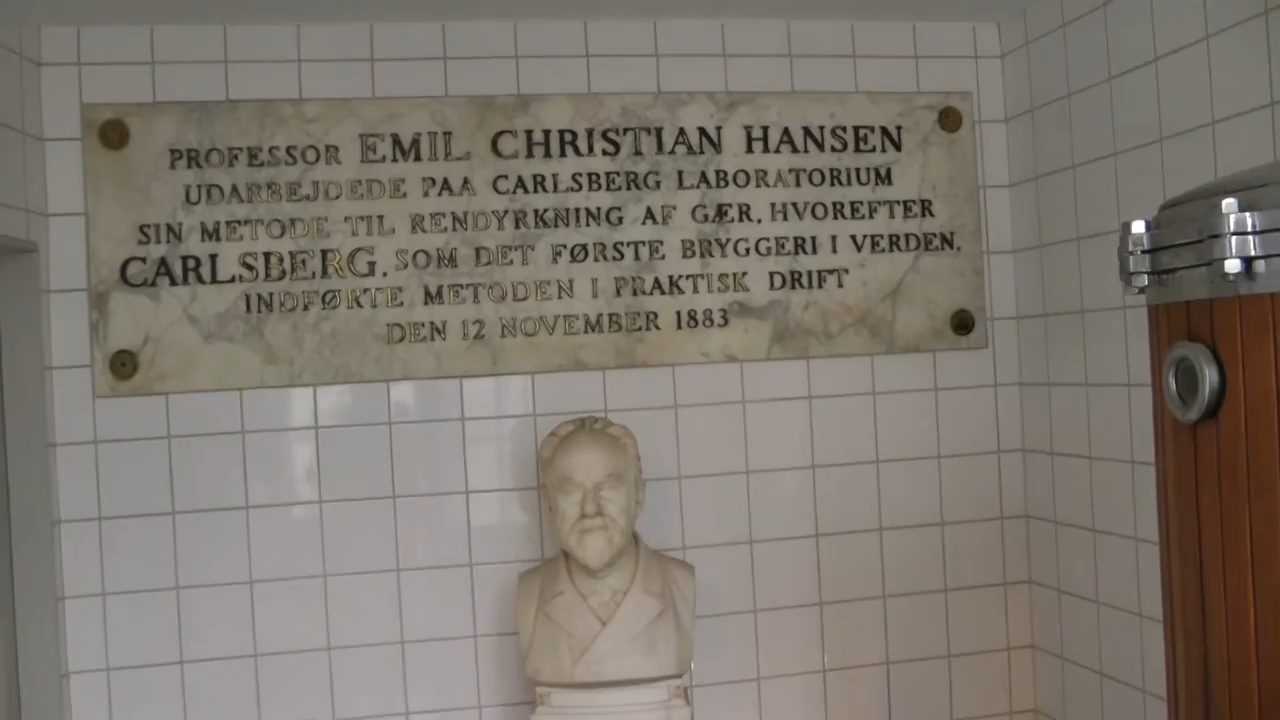 PROFESSOR EMIL CHRISTIAN HANSEN
UDARBEJDEDE PAA CARLSBERG LABORATORIUM
SIN METODE TIL RENDYRKNING AF GÆR, HVOREFTER
CARLSBERG, SOM DET FØRSTE BRYGGERI I VERDEN,
INDFØRTE METODEN I PRAKTISK DRIFT
DEN 12 NOVEMBER 1883